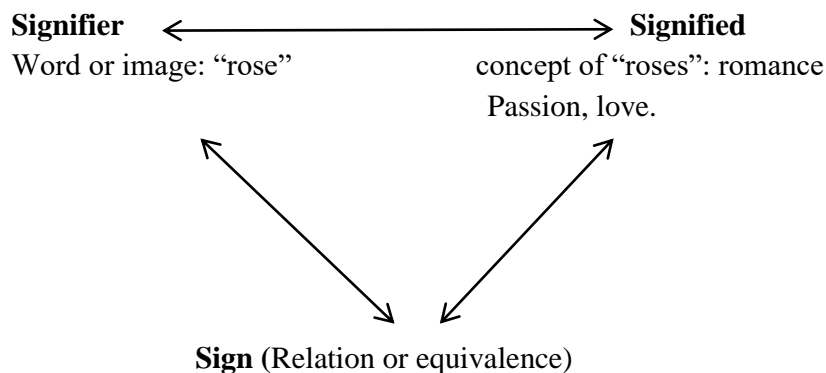 Signifier Signified
Word or image: “rose” concept of “roses”: romance
Passion, love.
Sign (Relation or equivalence)